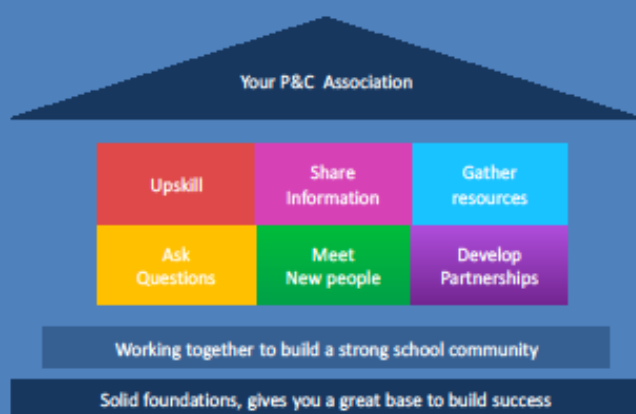 Your P&C Association
Upskill
Share
Information
Gather
resources
Ask
Questions
Meet
New people
Develop
Partnerships
Working together to build a strong school community
Solid foundations, gives you a great base to build success